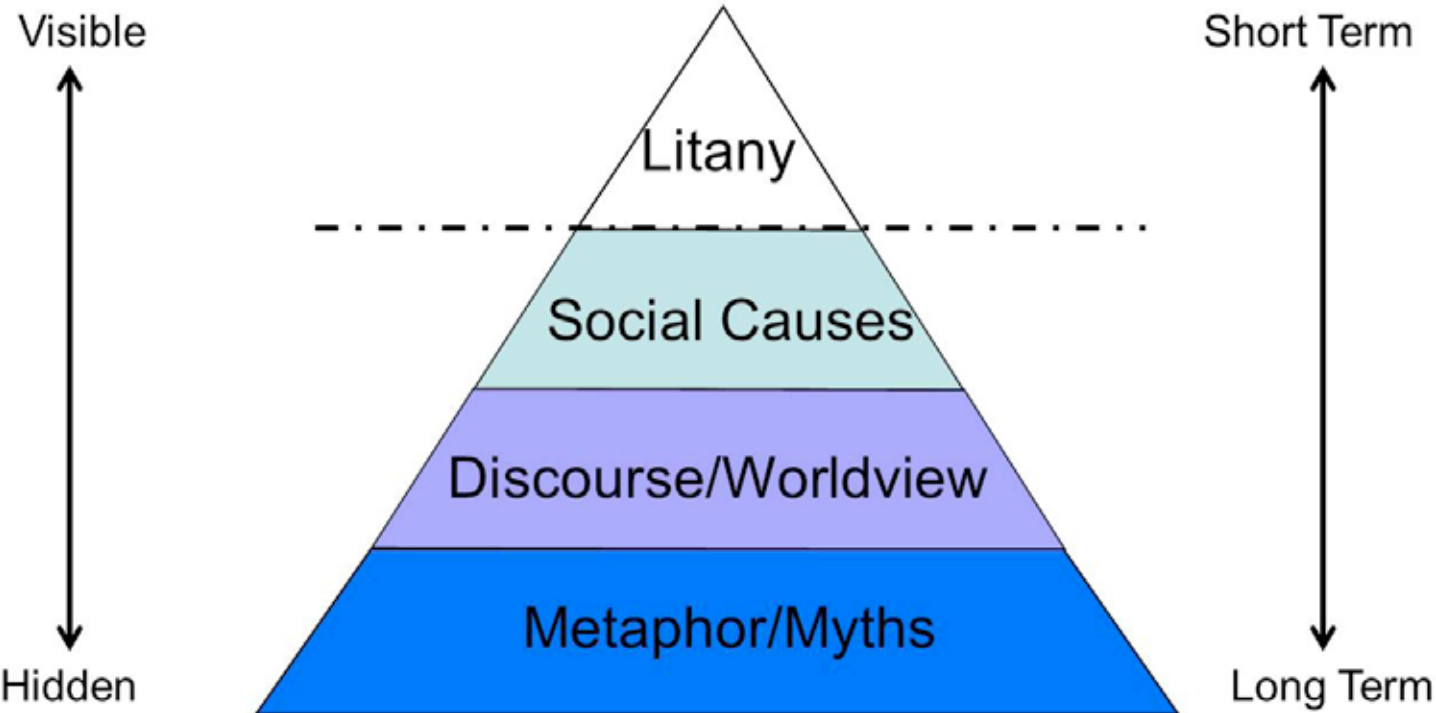 Visible
Short Term
Litany
Social Causes
Discourse/Worldview
Metaphor/Myths
Hidden
Long Term